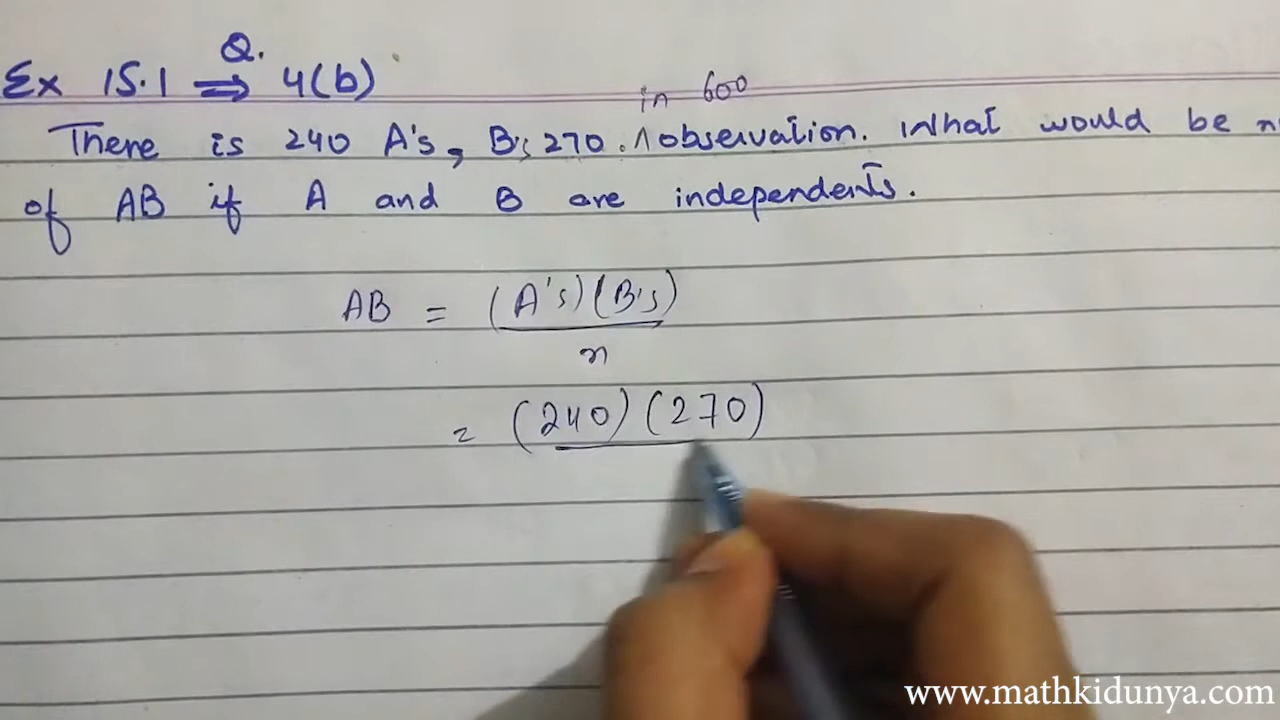 Q.
Ex 15.1 ⇒ 4(b)
in 600
There is 240 A's, B's 270. ∧ observation. What would be
of AB if A and B are independents.
AB = (A's)(B's)
n
= (240)(270)
www.mathkidunya.com